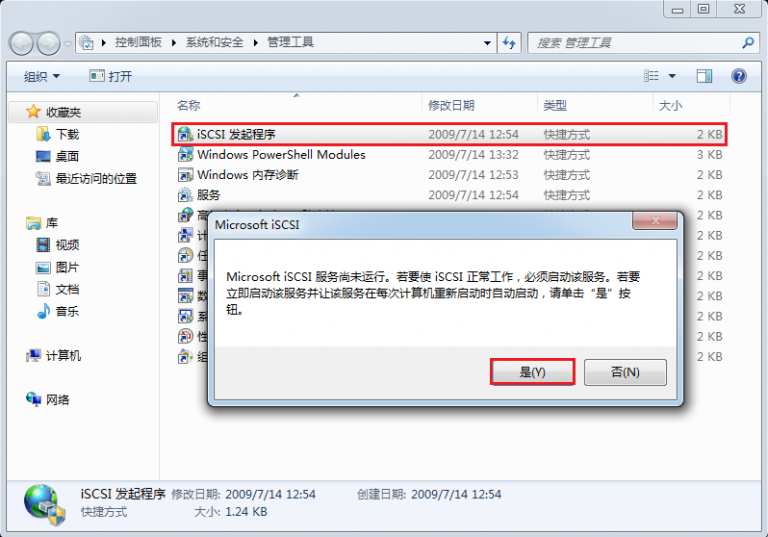 控制面板 系统和安全 管理工具
搜索 管理工具
组织 打开
名称 修改日期 类型 大小
收藏夹
下载
桌面
最近访问的位置
库
视频
图片
文档
音乐
计算机
网络
iSCSI 发起程序 2009/7/14 12:54 快捷方式 2 KB
Windows PowerShell Modules 2009/7/14 13:32 快捷方式 3 KB
Windows 内存诊断 2009/7/14 12:53 快捷方式 2 KB
服务 2009/7/14 12:54 快捷方式 2 KB
2 KB
计 2 KB
任 2 KB
事 2 KB
数 2 KB
系 2 KB
性 2 KB
组 2 KB
Microsoft iSCSI
Microsoft iSCSI 服务尚未运行。若要使 iSCSI 正常工作，必须启动该服务。若要
立即启动该服务并让该服务在每次计算机重新启动时自动启动，请单击“是”按
钮。
是(Y) 否(N)
iSCSI 发起程序 修改日期: 2009/7/14 12:54 创建日期: 2009/7/14 12:54
快捷方式 大小: 1.24 KB